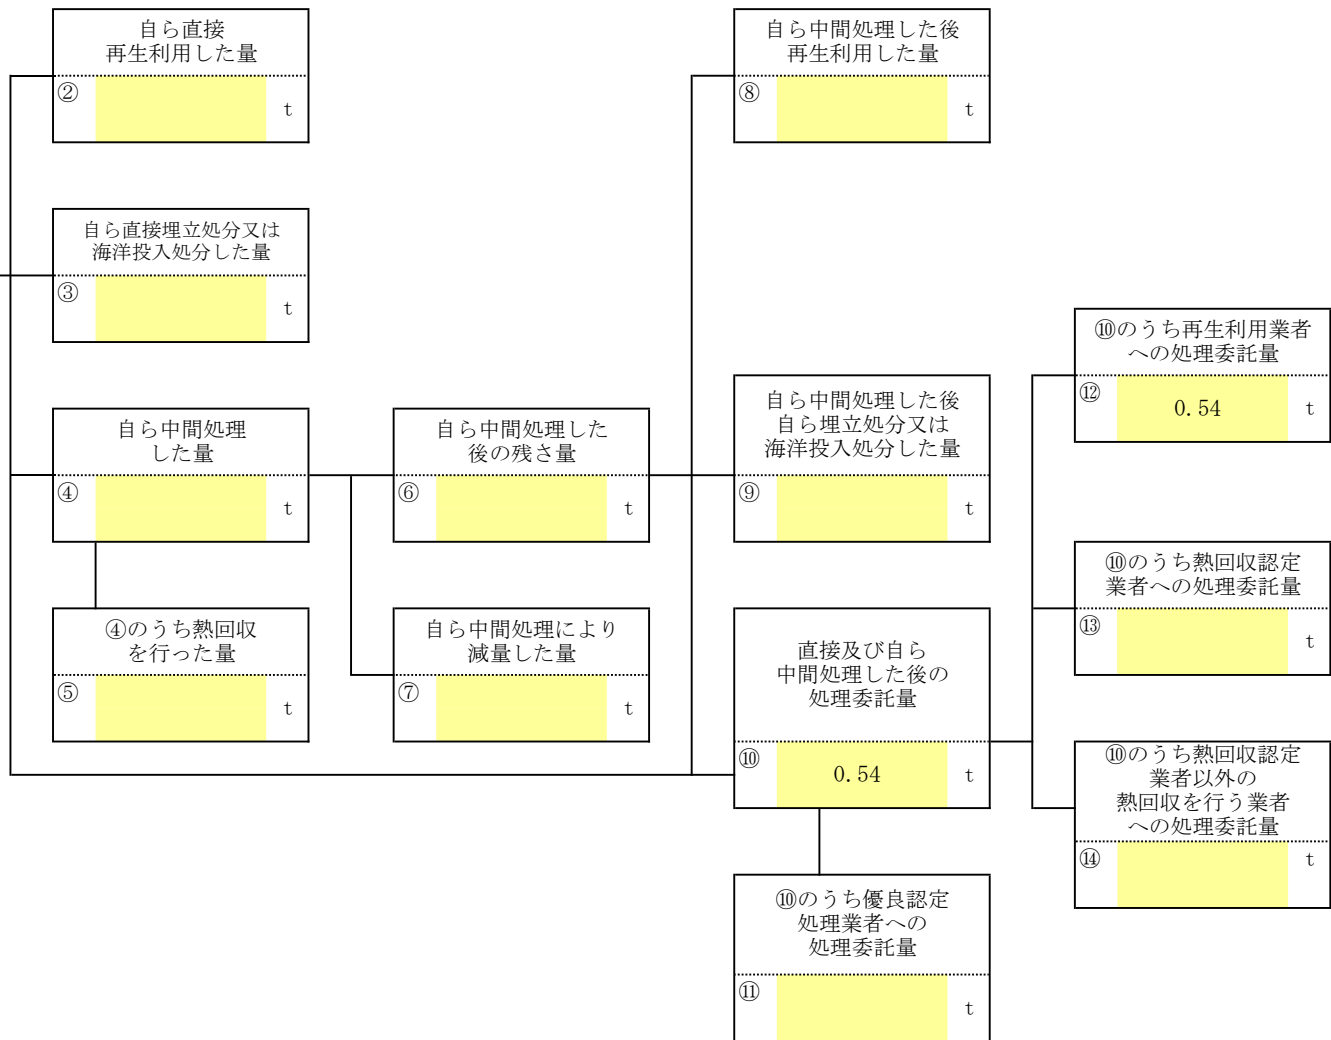 自ら直接
再生利用した量
②
t
自ら中間処理した後
再生利用した量
⑧
t
自ら直接埋立処分又は
海洋投入処分した量
③
t
⑩のうち再生利用業者
への処理委託量
⑫
0.54
t
自ら中間処理
した量
④
t
自ら中間処理した
後の残さ量
⑥
t
自ら中間処理した後
自ら埋立処分又は
海洋投入処分した量
⑨
t
⑩のうち熱回収認定
業者への処理委託量
⑬
t
④のうち熱回収
を行った量
⑤
t
自ら中間処理により
減量した量
⑦
t
直接及び自ら
中間処理した後の
処理委託量
⑩
0.54
t
⑩のうち熱回収認定
業者以外の
熱回収を行う業者
への処理委託量
⑭
t
⑩のうち優良認定
処理業者への
処理委託量
⑪
t